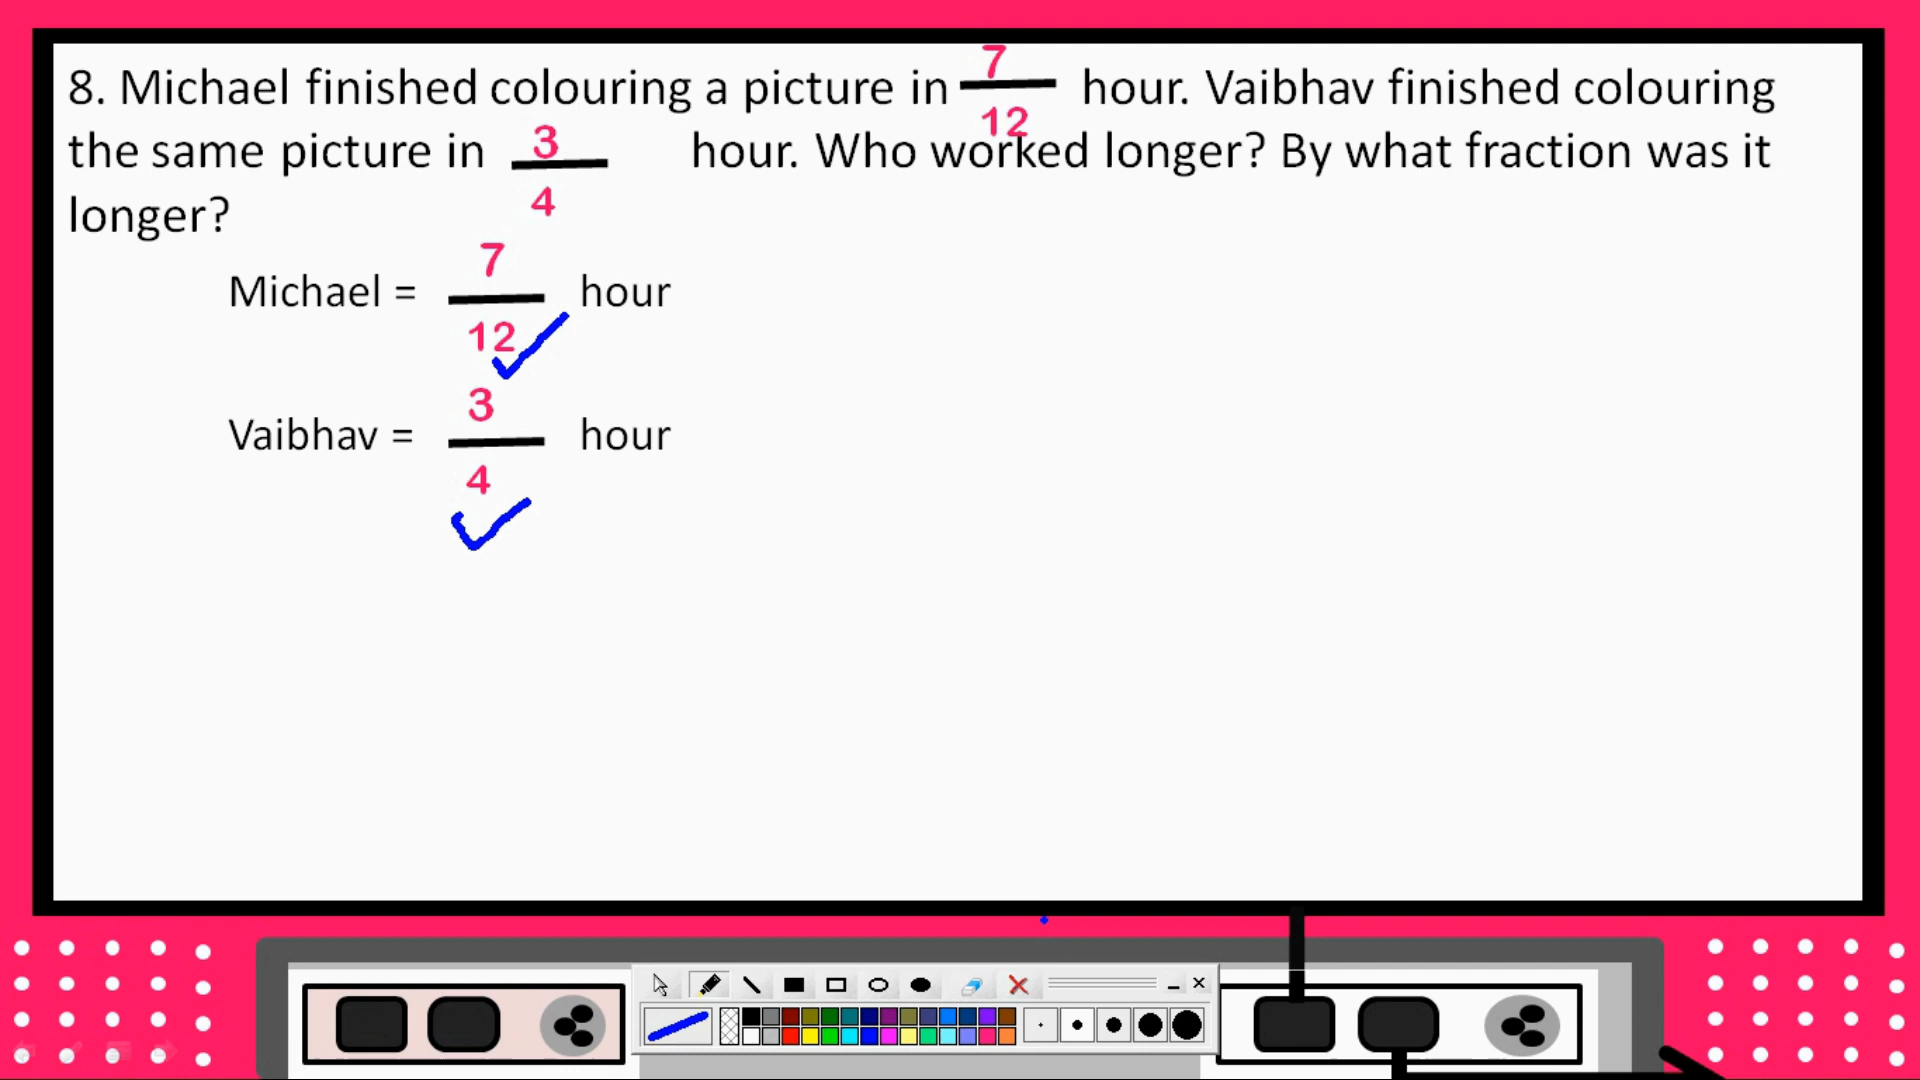 8. Michael finished colouring a picture in 7/12 hour. Vaibhav finished colouring
the same picture in 3/4 hour. Who worked longer? By what fraction was it
longer?
Michael = 7/12 hour
Vaibhav = 3/4 hour